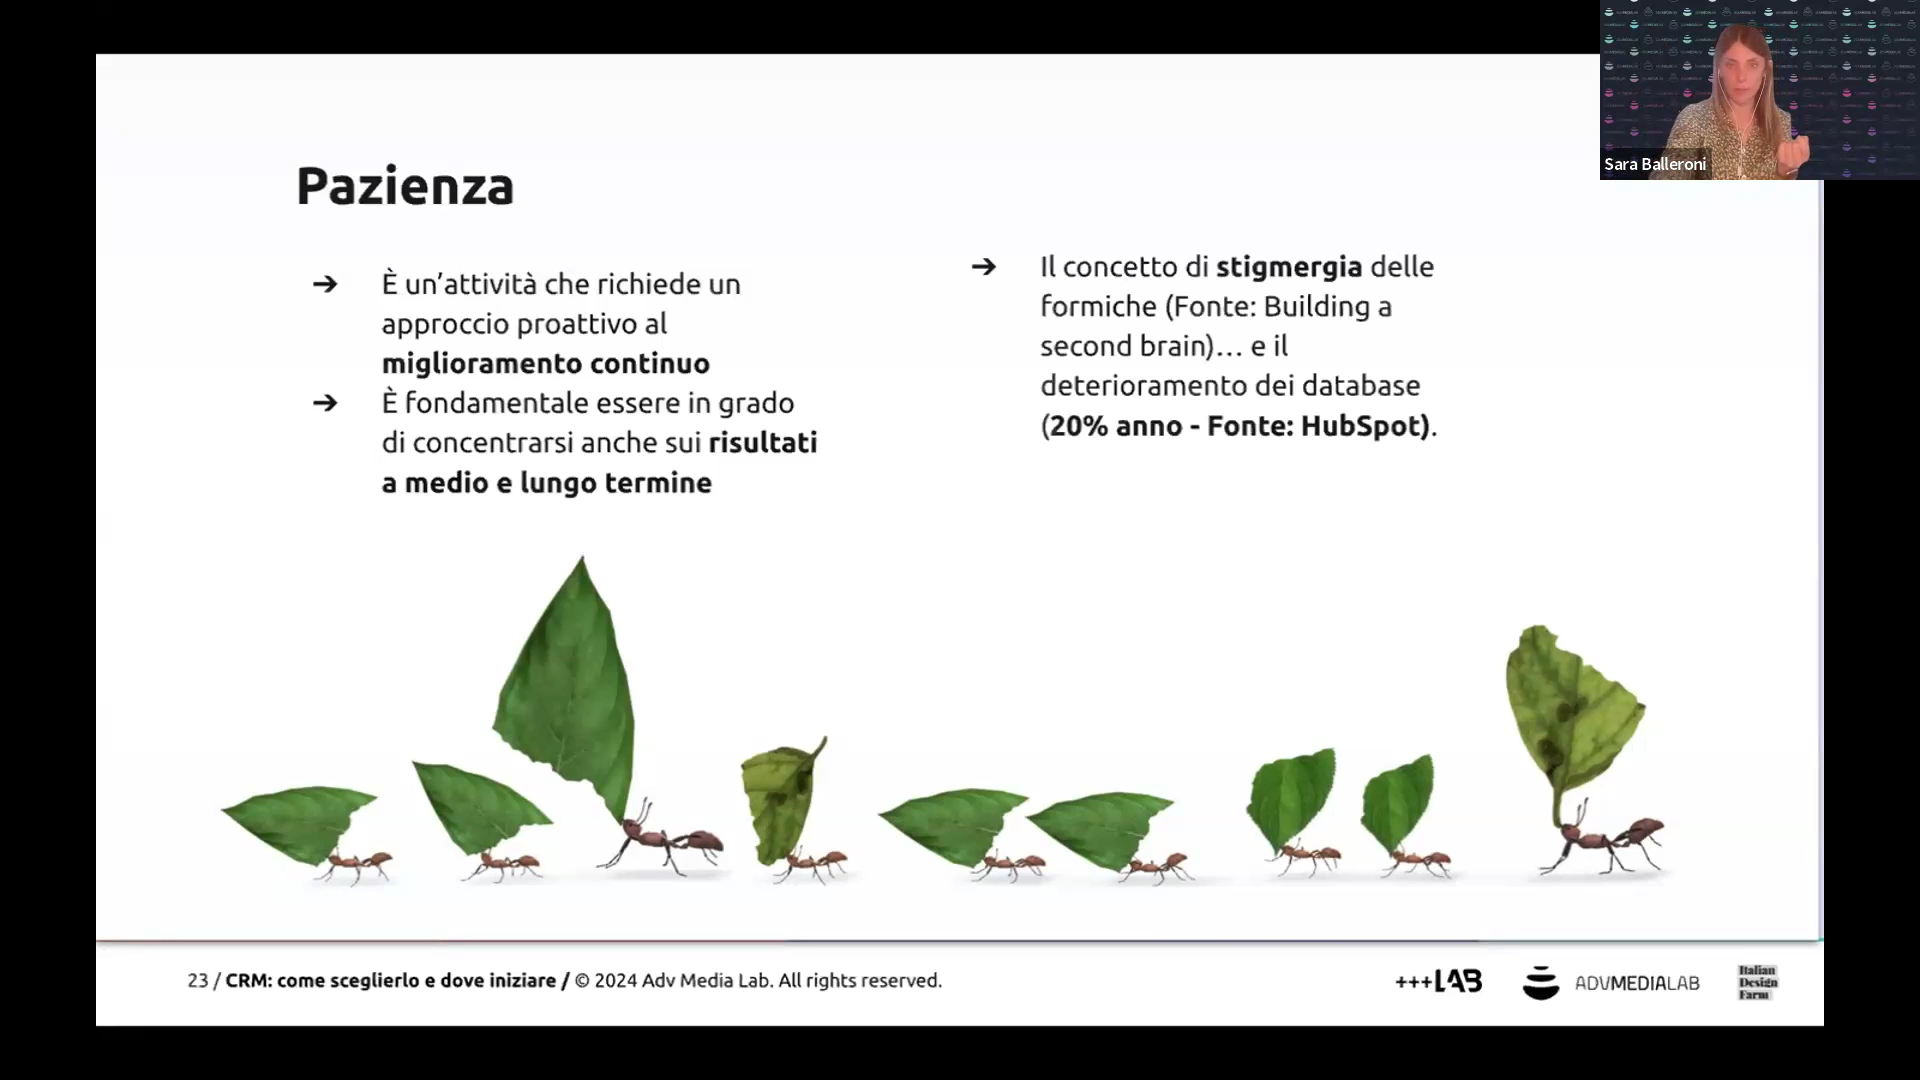 Sara Balleroni
Pazienza
➔ È un’attività che richiede un
approccio proattivo al
miglioramento continuo
➔ È fondamentale essere in grado
di concentrarsi anche sui risultati
a medio e lungo termine
➔ Il concetto di stigmergia delle
formiche (Fonte: Building a
second brain)… e il
deterioramento dei database
(20% anno - Fonte: HubSpot).
23 / CRM: come sceglierlo e dove iniziare / © 2024 Adv Media Lab. All rights reserved.
+++LAB
ADVMEDIALAB
Italian
Design
Farm